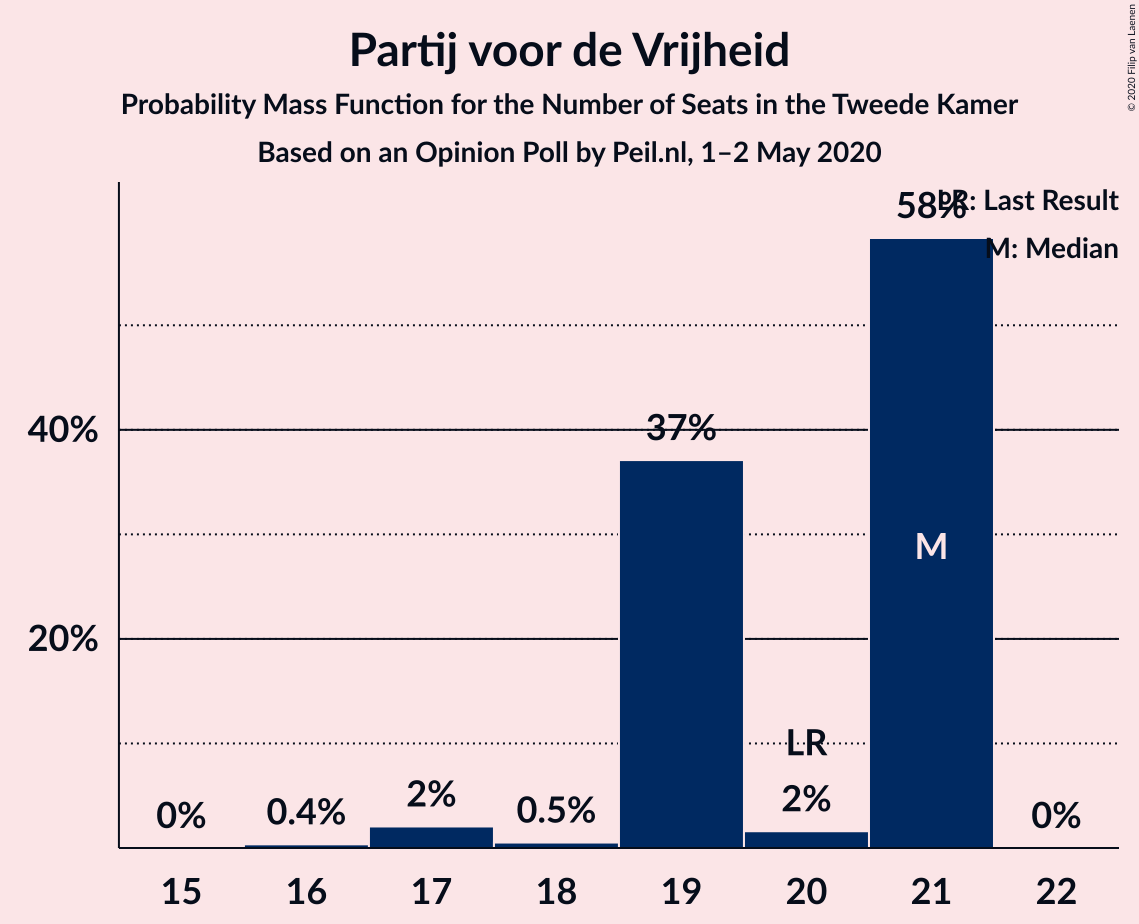 Partij voor de Vrijheid
Probability Mass Function for the Number of Seats in the Tweede Kamer
Based on an Opinion Poll by Peil.nl, 1–2 May 2020
© 2020 Filip van Laenen
LR: Last Result
M: Median
58%
40%
37%
M
20%
LR
0%
0.4%
2%
0.5%
2%
0%
15
16
17
18
19
20
21
22